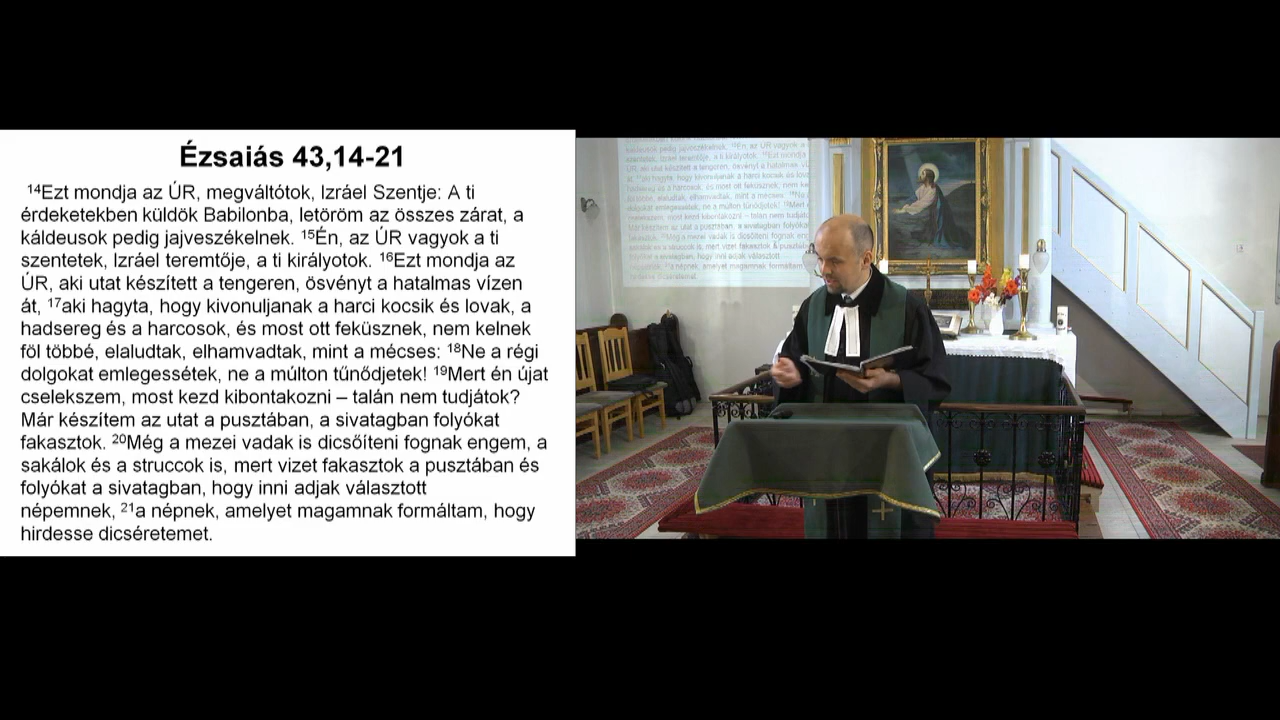 Ézsaiás 43,14-21
¹⁴Ezt mondja az ÚR, megváltótok, Izráel Szentje: A ti
érdeketekben küldök Babilonba, letöröm az összes zárat, a
káldeusok pedig jajveszékelnek. ¹⁵Én, az ÚR vagyok a ti
szentetek, Izráel teremtője, a ti királyotok. ¹⁶Ezt mondja az
ÚR, aki utat készített a tengeren, ösvényt a hatalmas vízen
át, ¹⁷aki hagyta, hogy kivonuljanak a harci kocsik és lovak, a
hadsereg és a harcosok, és most ott feküsznek, nem kelnek
föl többé, elaludtak, elhamvadtak, mint a mécses: ¹⁸Ne a régi
dolgokat emlegessétek, ne a múlton tűnődjetek! ¹⁹Mert én újat
cselekszem, most kezd kibontakozni – talán nem tudjátok?
Már készítem az utat a pusztában, a sivatagban folyókat
fakasztok. ²⁰Még a mezei vadak is dicsőíteni fognak engem, a
sakálok és a struccok is, mert vizet fakasztok a pusztában és
folyókat a sivatagban, hogy inni adjak választott
népemnek, ²¹a népnek, amelyet magamnak formáltam, hogy
hirdesse dicséretemet.